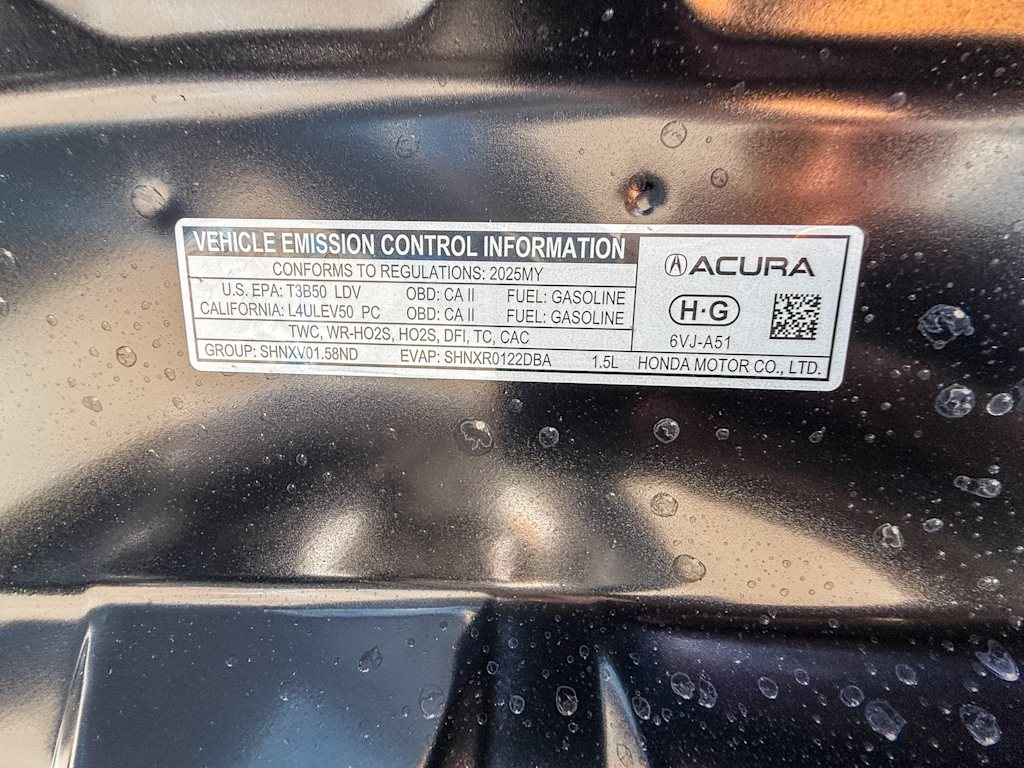 VEHICLE EMISSION CONTROL INFORMATION
CONFORMS TO REGULATIONS: 2025MY
U.S. EPA: T3B50 LDV OBD: CA II FUEL: GASOLINE
CALIFORNIA: L4ULEV50 PC OBD: CA II FUEL: GASOLINE
TWC, WR-HO2S, HO2S, DFI, TC, CAC
GROUP: SHNXV01.58ND EVAP: SHNXR0122DBA 1.5L
ACURA
H·G
6VJ-A51
HONDA MOTOR CO., LTD.